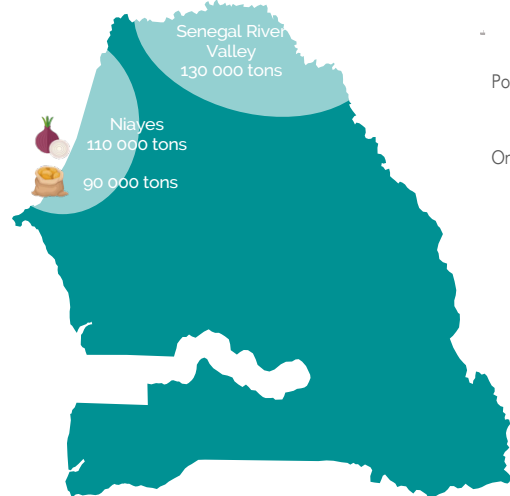 Senegal River
Valley
130 000 tons
Po
Niayes
110 000 tons
Or
90 000 tons